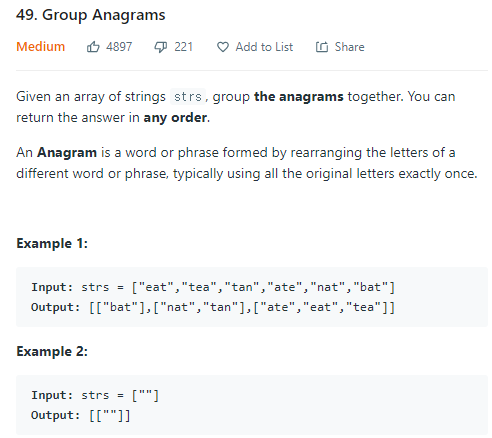 49. Group Anagrams
Medium 4897 221 Add to List Share
Given an array of strings strs, group the anagrams together. You can
return the answer in any order.
An Anagram is a word or phrase formed by rearranging the letters of a
different word or phrase, typically using all the original letters exactly once.
Example 1:
Input: strs = ["eat","tea","tan","ate","nat","bat"]
Output: [["bat"],["nat","tan"],["ate","eat","tea"]]
Example 2:
Input: strs = [""]
Output: [[""]]